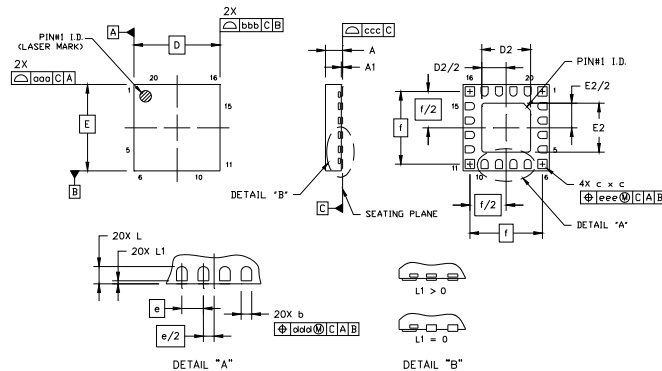 2X
bbb C B
A
PIN#1 I.D.
(LASER MARK)
D
2X
aaa C A
1
20
16
15
E
5
11
B
6
10
ccc C
A
A1
DETAIL "B"
C
SEATING PLANE
D2
D2/2
PIN#1 I.D.
16
20
15
1
E2/2
f/2
f
E2
5
11
10
6
4X c x c
⌖ eee Ⓜ C A B
f/2
DETAIL "A"
f
20X L
20X L1
e
20X b
⌖ ddd Ⓜ C A B
e/2
DETAIL "A"
L1 > 0
L1 = 0
DETAIL "B"